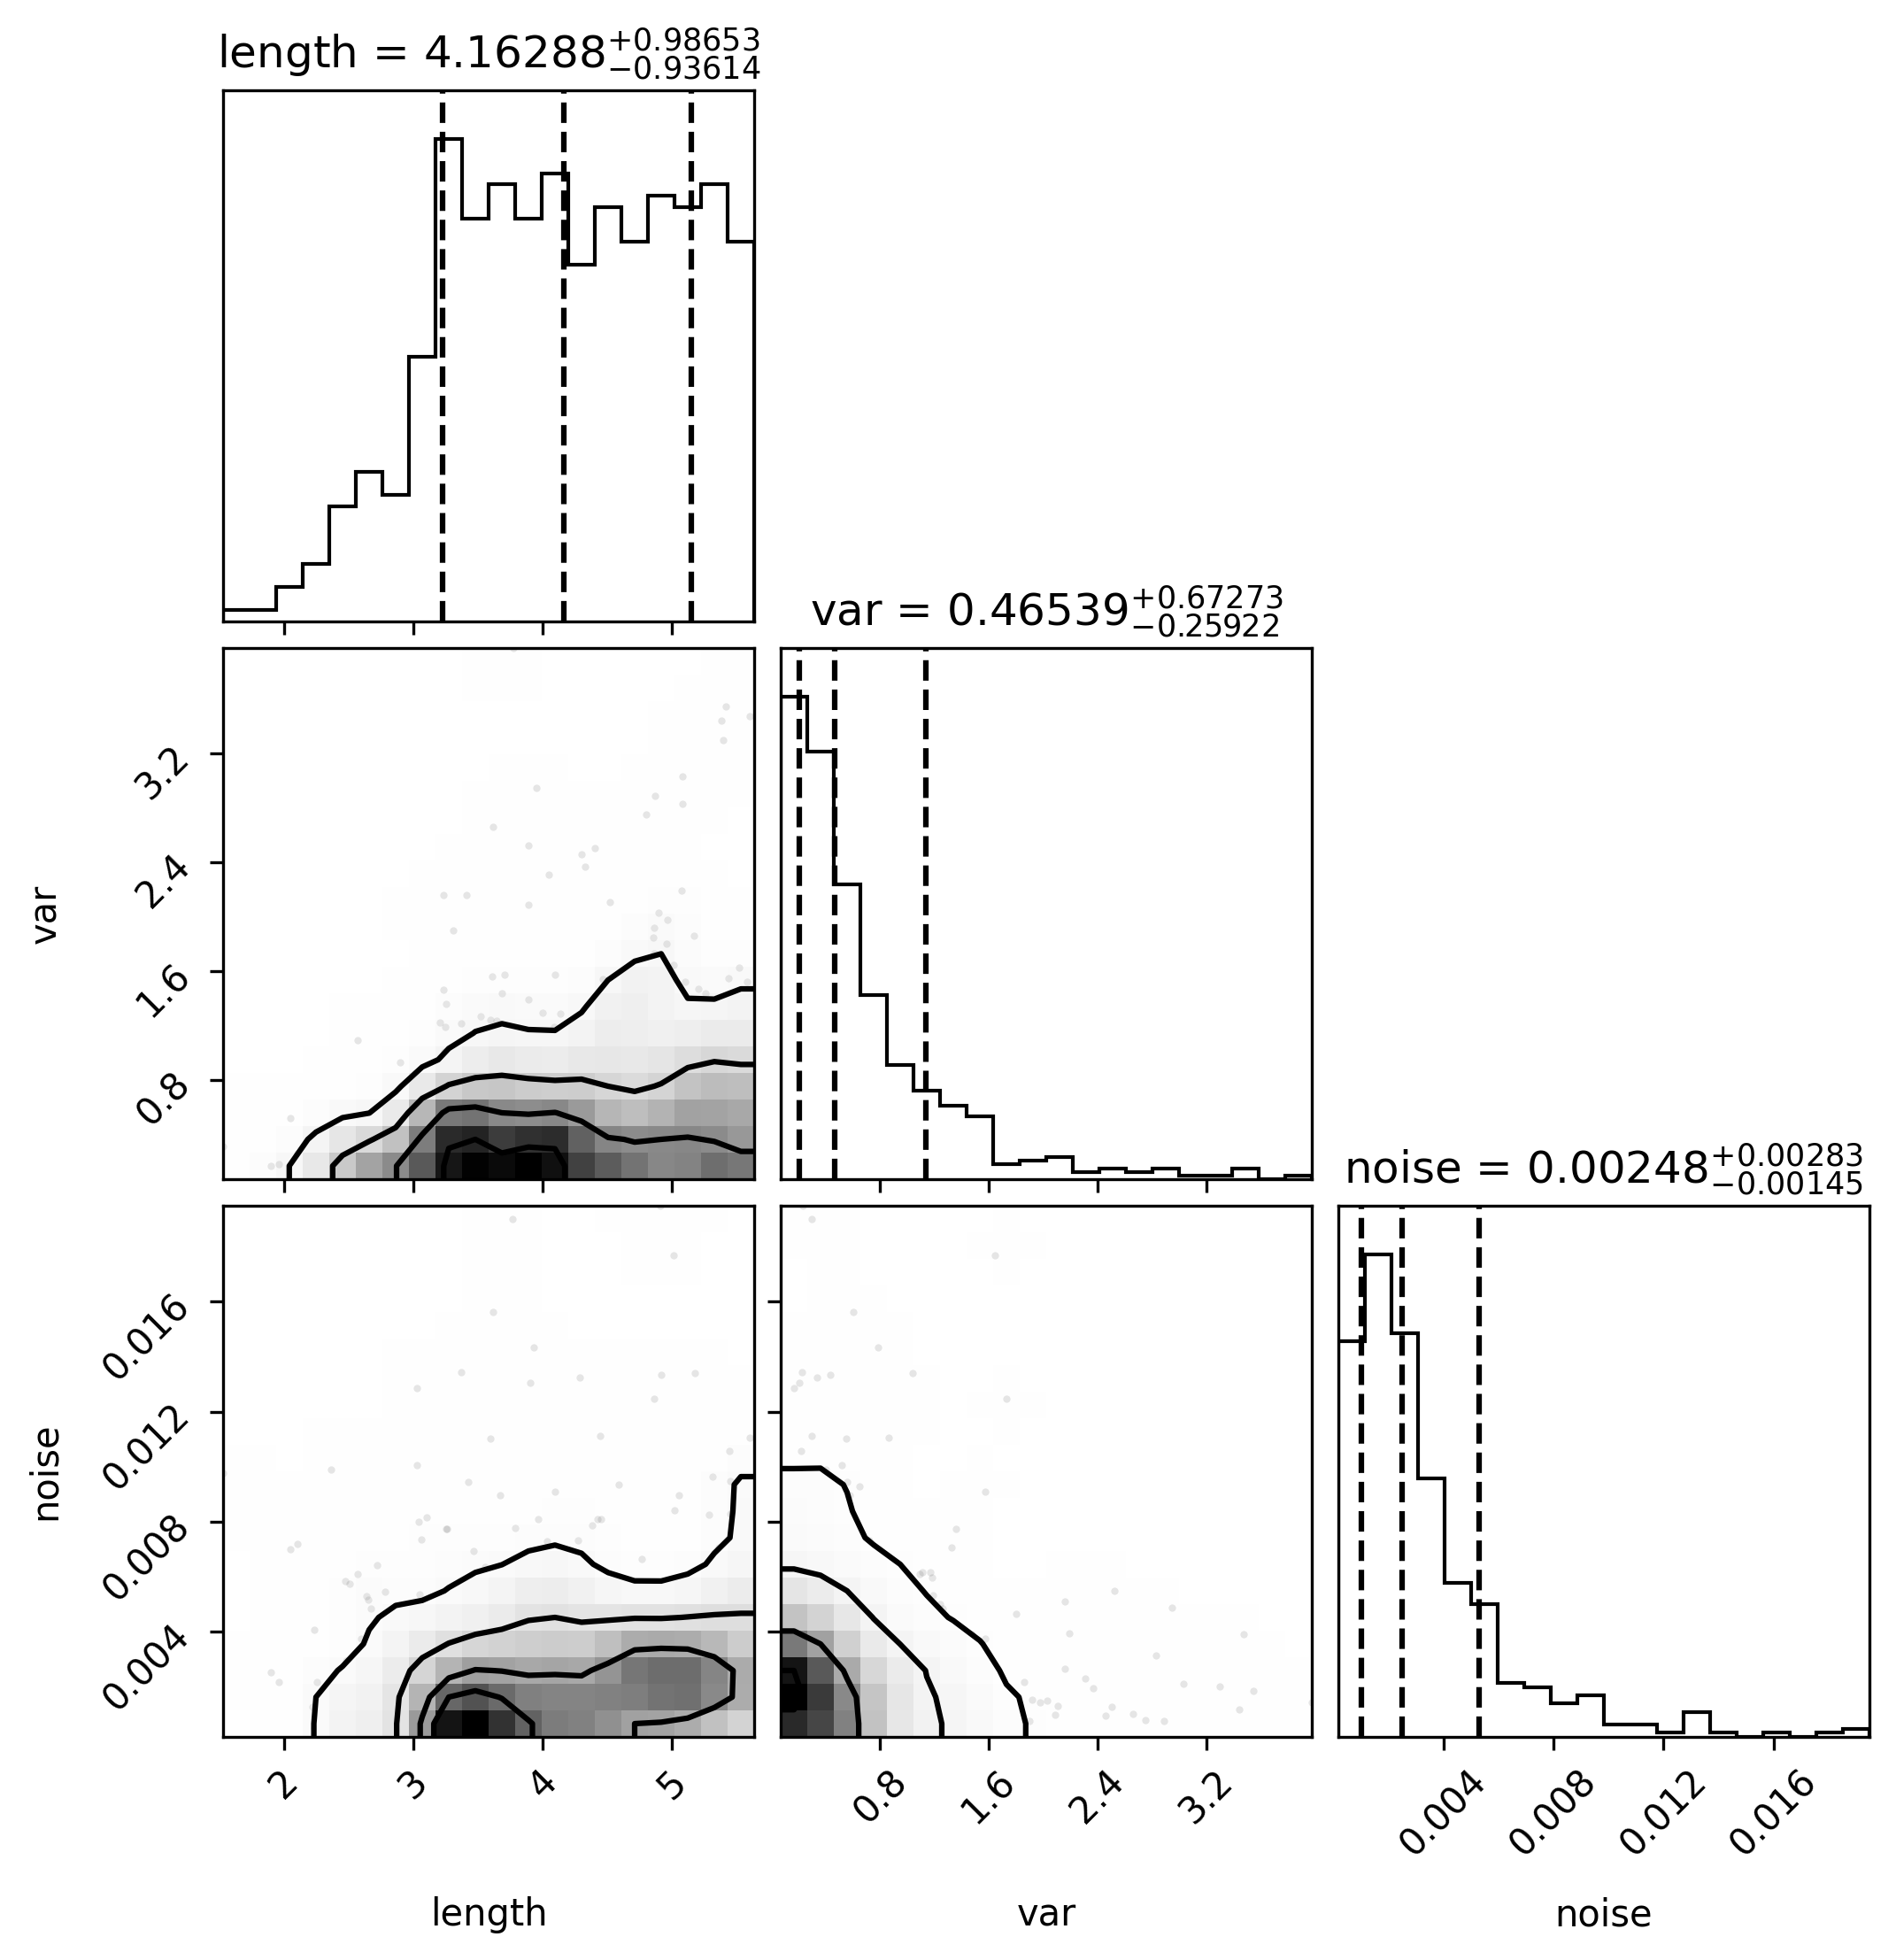 length = 4.16288+0.98653−0.93614
var = 0.46539+0.67273−0.25922
3.2
2.4
1.6
0.8
var
noise = 0.00248+0.00283−0.00145
0.016
0.012
0.008
0.004
noise
2 3 4 5
0.8 1.6 2.4 3.2
0.004 0.008 0.012 0.016
length var noise